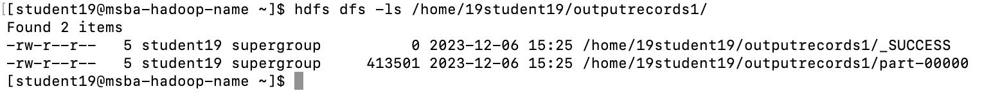 [[student19@msba-hadoop-name ~]$ hdfs dfs -ls /home/19student19/outputrecords1/
Found 2 items
-rw-r--r--   5 student19 supergroup          0 2023-12-06 15:25 /home/19student19/outputrecords1/_SUCCESS
-rw-r--r--   5 student19 supergroup     413501 2023-12-06 15:25 /home/19student19/outputrecords1/part-00000
[student19@msba-hadoop-name ~]$